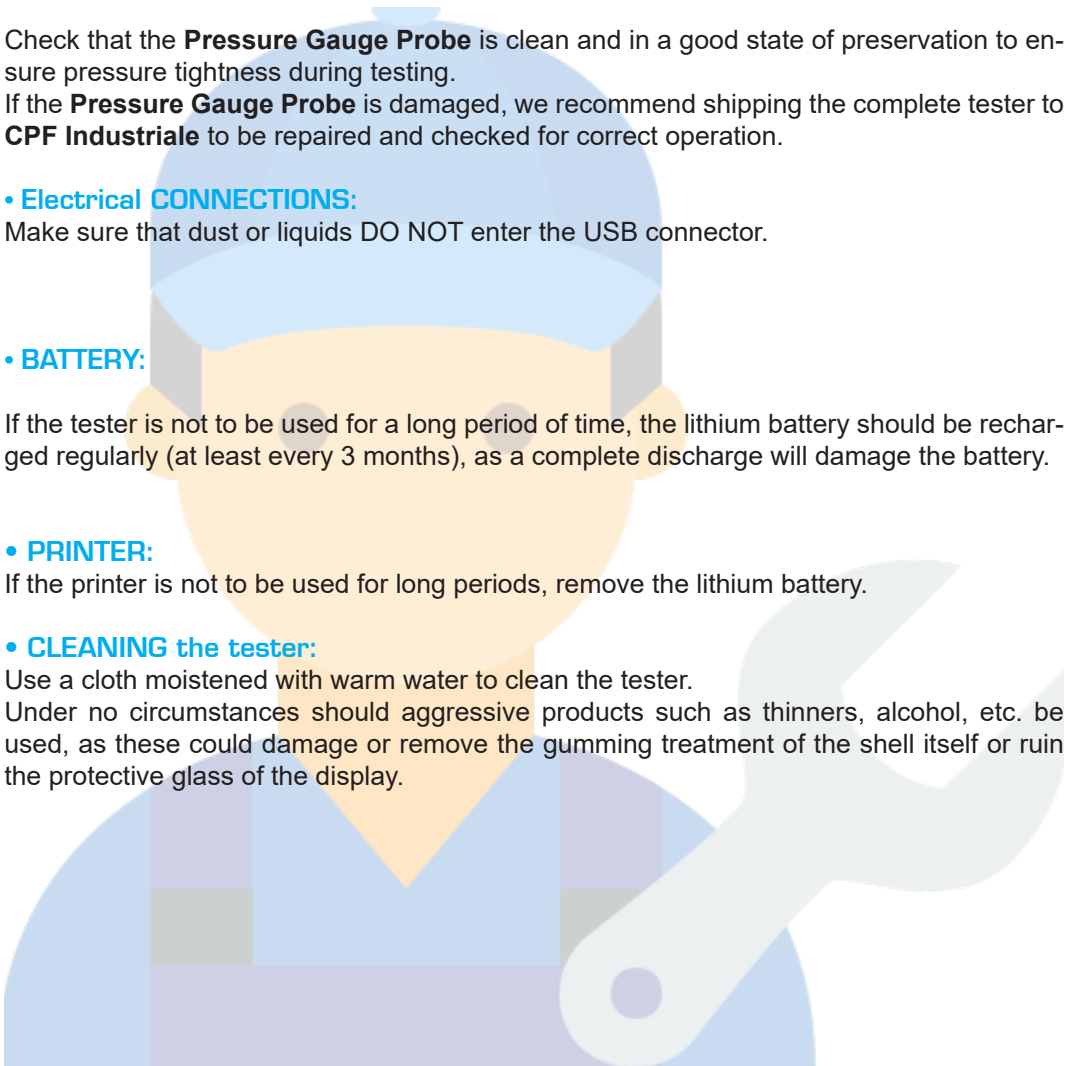 Check that the Pressure Gauge Probe is clean and in a good state of preservation to en-
sure pressure tightness during testing.
If the Pressure Gauge Probe is damaged, we recommend shipping the complete tester to
CPF Industriale to be repaired and checked for correct operation.
• Electrical CONNECTIONS:
Make sure that dust or liquids DO NOT enter the USB connector.
• BATTERY:
If the tester is not to be used for a long period of time, the lithium battery should be rechar-
ged regularly (at least every 3 months), as a complete discharge will damage the battery.
• PRINTER:
If the printer is not to be used for long periods, remove the lithium battery.
• CLEANING the tester:
Use a cloth moistened with warm water to clean the tester.
Under no circumstances should aggressive products such as thinners, alcohol, etc. be
used, as these could damage or remove the gumming treatment of the shell itself or ruin
the protective glass of the display.